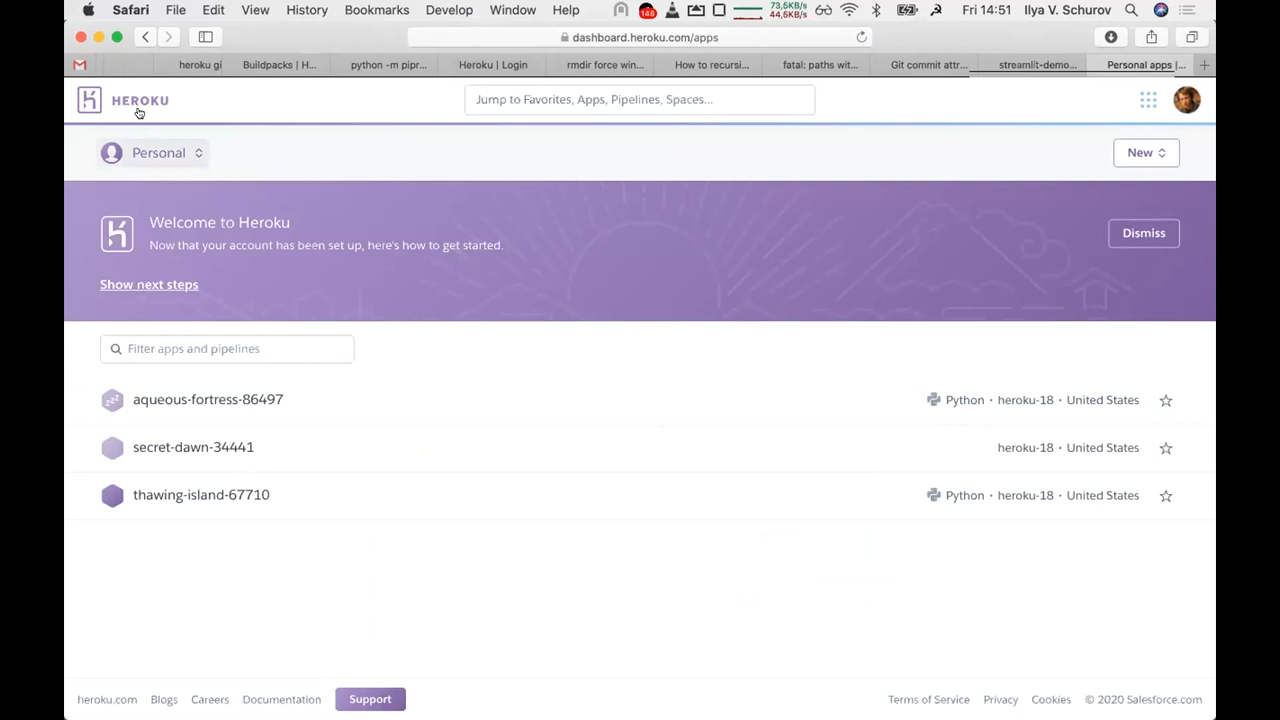 Safari File Edit View History Bookmarks Develop Window Help 146 73,5KB/s 44,5KB/s Fri 14:51 Ilya V. Schurov
dashboard.heroku.com/apps
heroku gi Buildpacks | H... python -m pipr... Heroku | Login rmdir force win... How to recursi... fatal: paths wit... Git commit attr... streamlit-demo... Personal apps |...
HEROKU Jump to Favorites, Apps, Pipelines, Spaces...
Personal New
Welcome to Heroku
Now that your account has been set up, here's how to get started.
Dismiss
Show next steps
Filter apps and pipelines
aqueous-fortress-86497 Python • heroku-18 • United States
secret-dawn-34441 heroku-18 • United States
thawing-island-67710 Python • heroku-18 • United States
heroku.com Blogs Careers Documentation Support Terms of Service Privacy Cookies © 2020 Salesforce.com